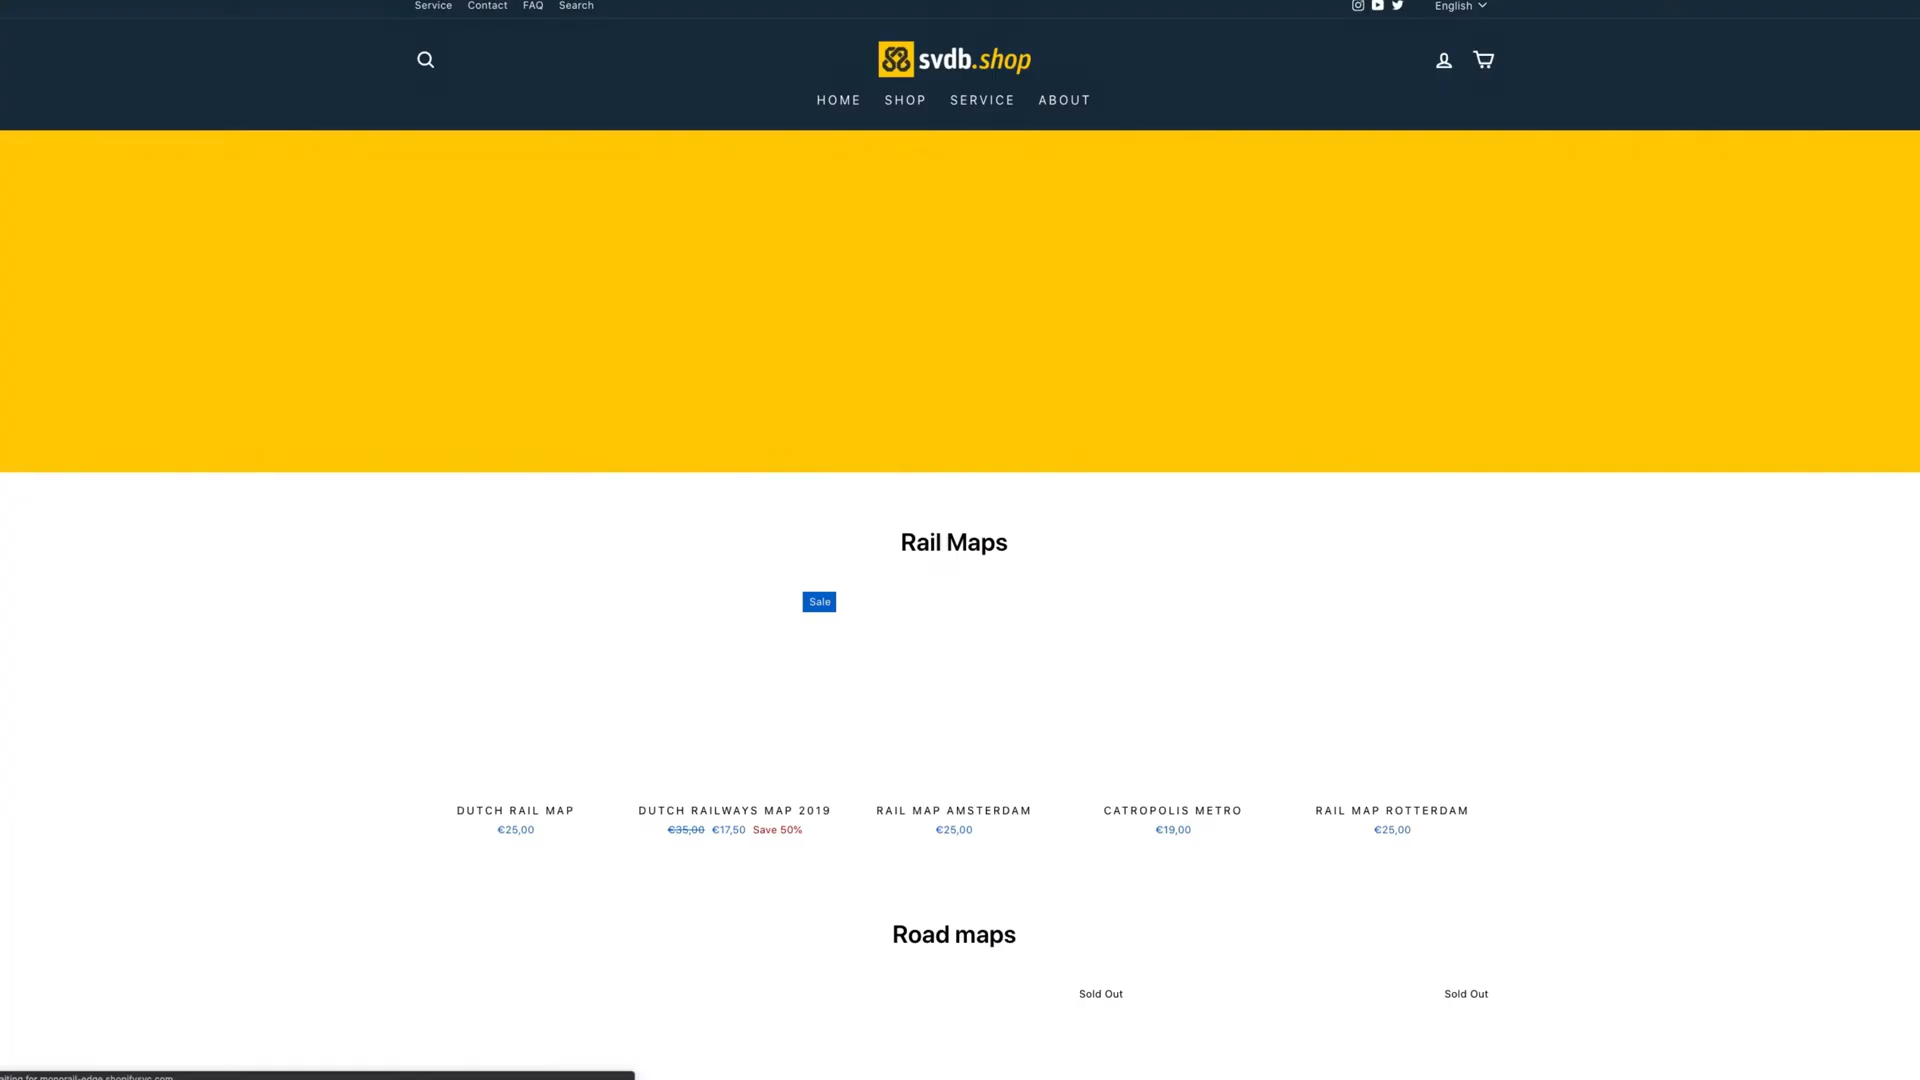 Service Contact FAQ Search English
svdb.shop
HOME SHOP SERVICE ABOUT
Rail Maps
Sale
DUTCH RAIL MAP DUTCH RAILWAYS MAP 2019 RAIL MAP AMSTERDAM CATROPOLIS METRO RAIL MAP ROTTERDAM
€25,00 €35,00 €17,50 Save 50% €25,00 €19,00 €25,00
Road maps
Sold Out Sold Out